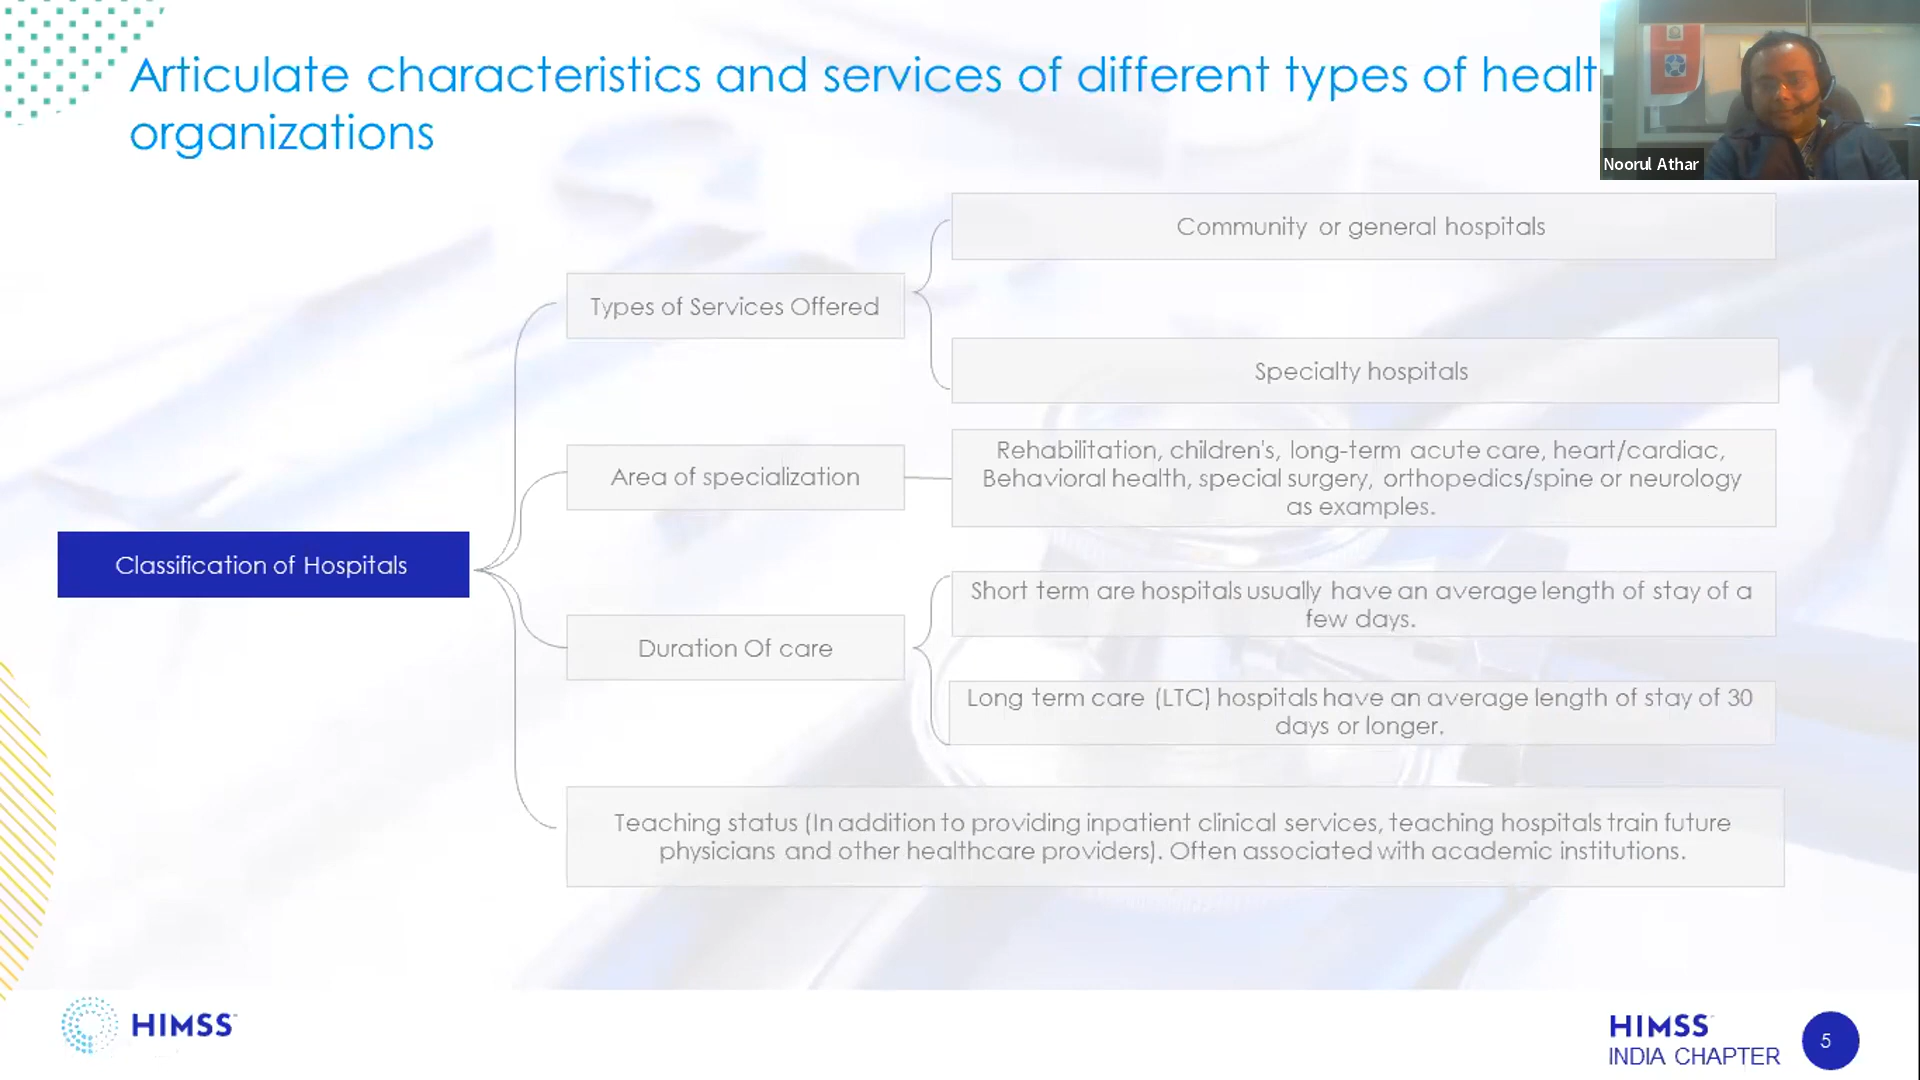 Articulate characteristics and services of different types of healt
organizations
Noorul Athar
Community or general hospitals
Types of Services Offered
Specialty hospitals
Rehabilitation, children's, long-term acute care, heart/cardiac,
Behavioral health, special surgery, orthopedics/spine or neurology
as examples.
Area of specialization
Classification of Hospitals
Short term are hospitals usually have an average length of stay of a
few days.
Duration Of care
Long term care (LTC) hospitals have an average length of stay of 30
days or longer.
Teaching status (In addition to providing inpatient clinical services, teaching hospitals train future
physicians and other healthcare providers). Often associated with academic institutions.
HIMSS
HIMSS
INDIA CHAPTER
5